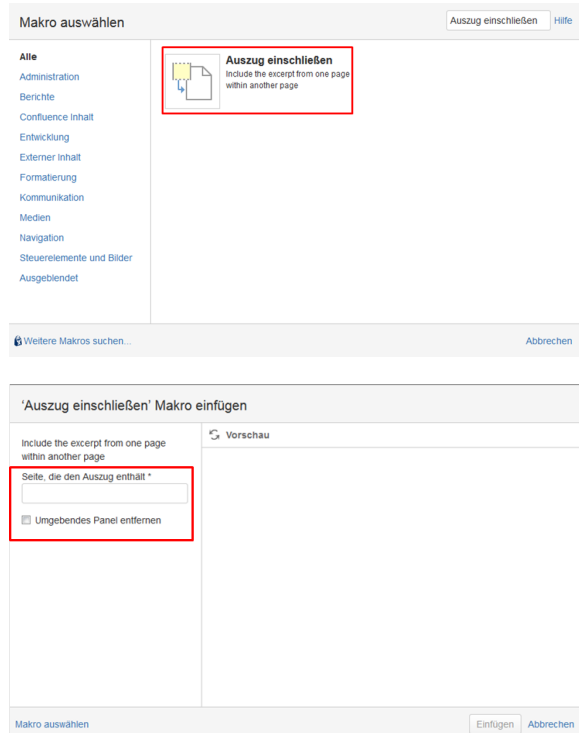 Makro auswählen
Auszug einschließen
Hilfe
Alle
Administration
Berichte
Confluence Inhalt
Entwicklung
Externer Inhalt
Formatierung
Kommunikation
Medien
Navigation
Steuerelemente und Bilder
Ausgeblendet
Auszug einschließen
Include the excerpt from one page
within another page
Weitere Makros suchen...
Abbrechen
‘Auszug einschließen’ Makro einfügen
Include the excerpt from one page
within another page
Seite, die den Auszug enthält *
Umgebendes Panel entfernen
Vorschau
Makro auswählen
Einfügen
Abbrechen